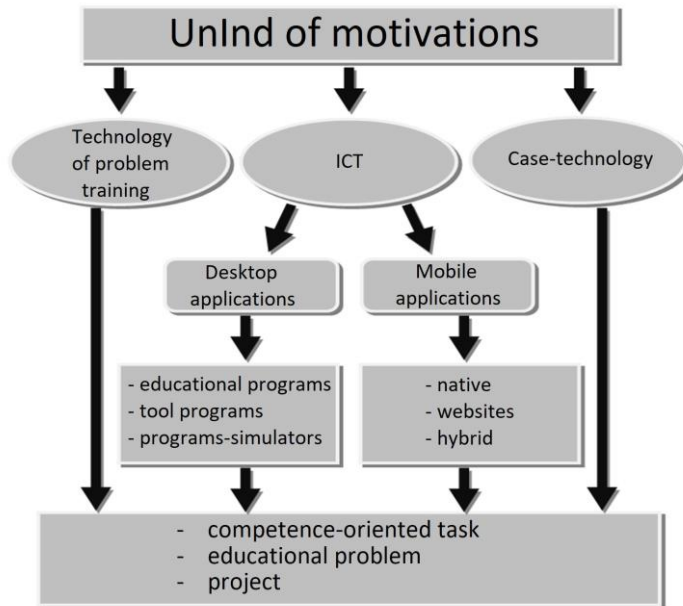 UnInd of motivations
Technology
of problem
training
ICT
Case-technology
Desktop
applications
Mobile
applications
- educational programs
- tool programs
- programs-simulators
- native
- websites
- hybrid
- competence-oriented task
- educational problem
- project